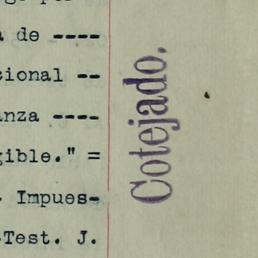 a de ----
cional --
nza ----
gible." =
. Impues-
-Test. J.
Cotejado.